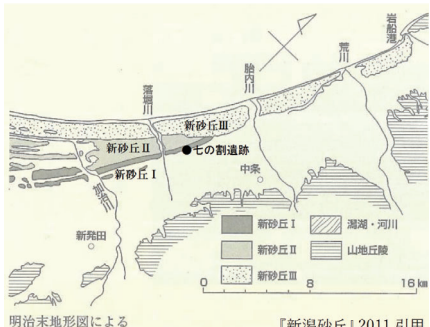 岩船港
荒川
胎内川
落堀川
新砂丘Ⅲ
新砂丘Ⅱ
●七の割遺跡
新砂丘Ⅰ
中条
加治川
新発田
新砂丘Ⅰ
新砂丘Ⅱ
新砂丘Ⅲ
潟湖・河川
山地丘陵
0 8 16㎞
明治末地形図による
『新潟砂丘』2011 引用